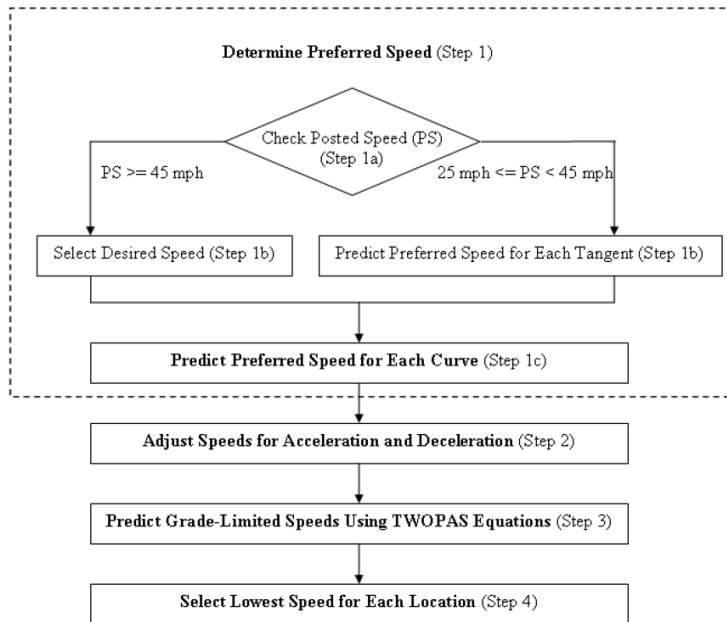 Determine Preferred Speed (Step 1)
Check Posted Speed (PS)
(Step 1a)
PS >= 45 mph
25 mph <= PS < 45 mph
Select Desired Speed (Step 1b)
Predict Preferred Speed for Each Tangent (Step 1b)
Predict Preferred Speed for Each Curve (Step 1c)
Adjust Speeds for Acceleration and Deceleration (Step 2)
Predict Grade-Limited Speeds Using TWOPAS Equations (Step 3)
Select Lowest Speed for Each Location (Step 4)